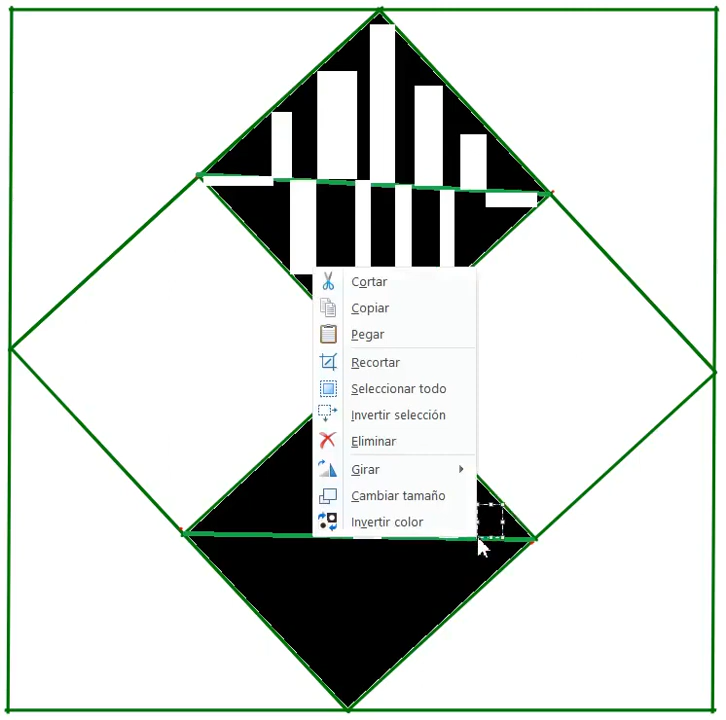 Cortar
Copiar
Pegar
Recortar
Seleccionar todo
Invertir selección
Eliminar
Girar
Cambiar tamaño
Invertir color